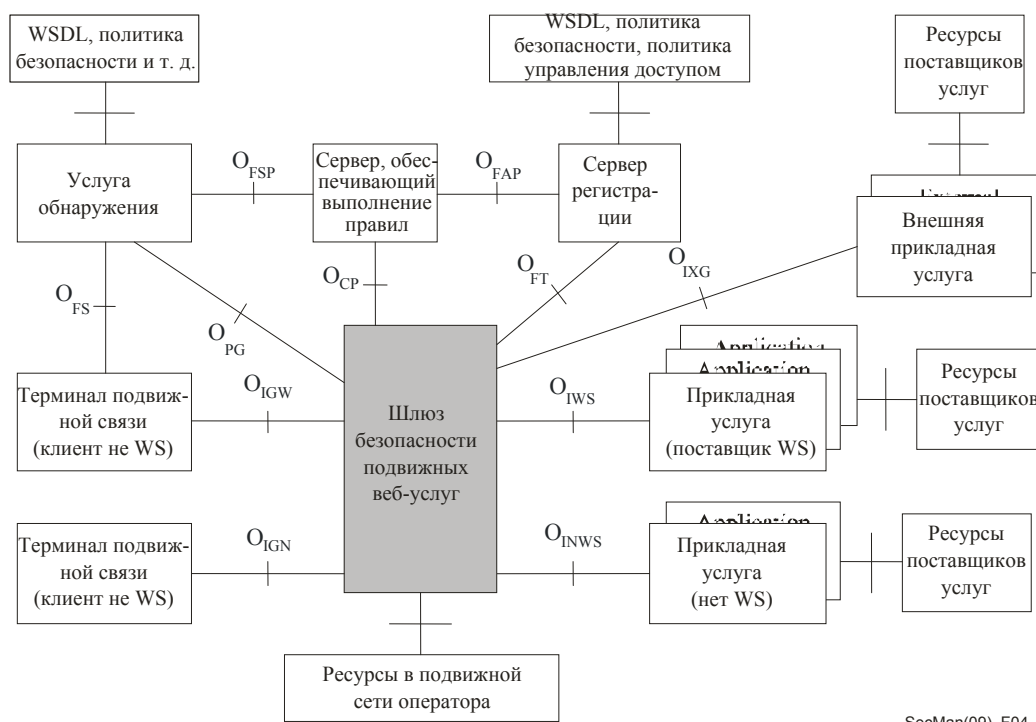 WSDL, политика
безопасности и т. д.
WSDL, политика
безопасности, политика
управления доступом
Ресурсы
поставщиков
услуг
Услуга
обнаружения
O FSP
Сервер, обес-
печивающий
выполнение
правил
O FAP
Сервер
регистра-
ции
Внешняя
прикладная
услуга
O FS
O PG
O CP
O FT
O IXG
Терминал подвиж-
ной связи
(клиент не WS)
O IGW
Шлюз
безопасности
подвижных
веб-услуг
O IWS
Application
Application
Прикладная
услуга
(поставщик WS)
Ресурсы
поставщиков
услуг
Терминал подвиж-
ной связи
(клиент не WS)
O IGN
O INWS
Application
Прикладная
услуга
(нет WS)
Ресурсы
поставщиков
услуг
Ресурсы в подвижной
сети оператора